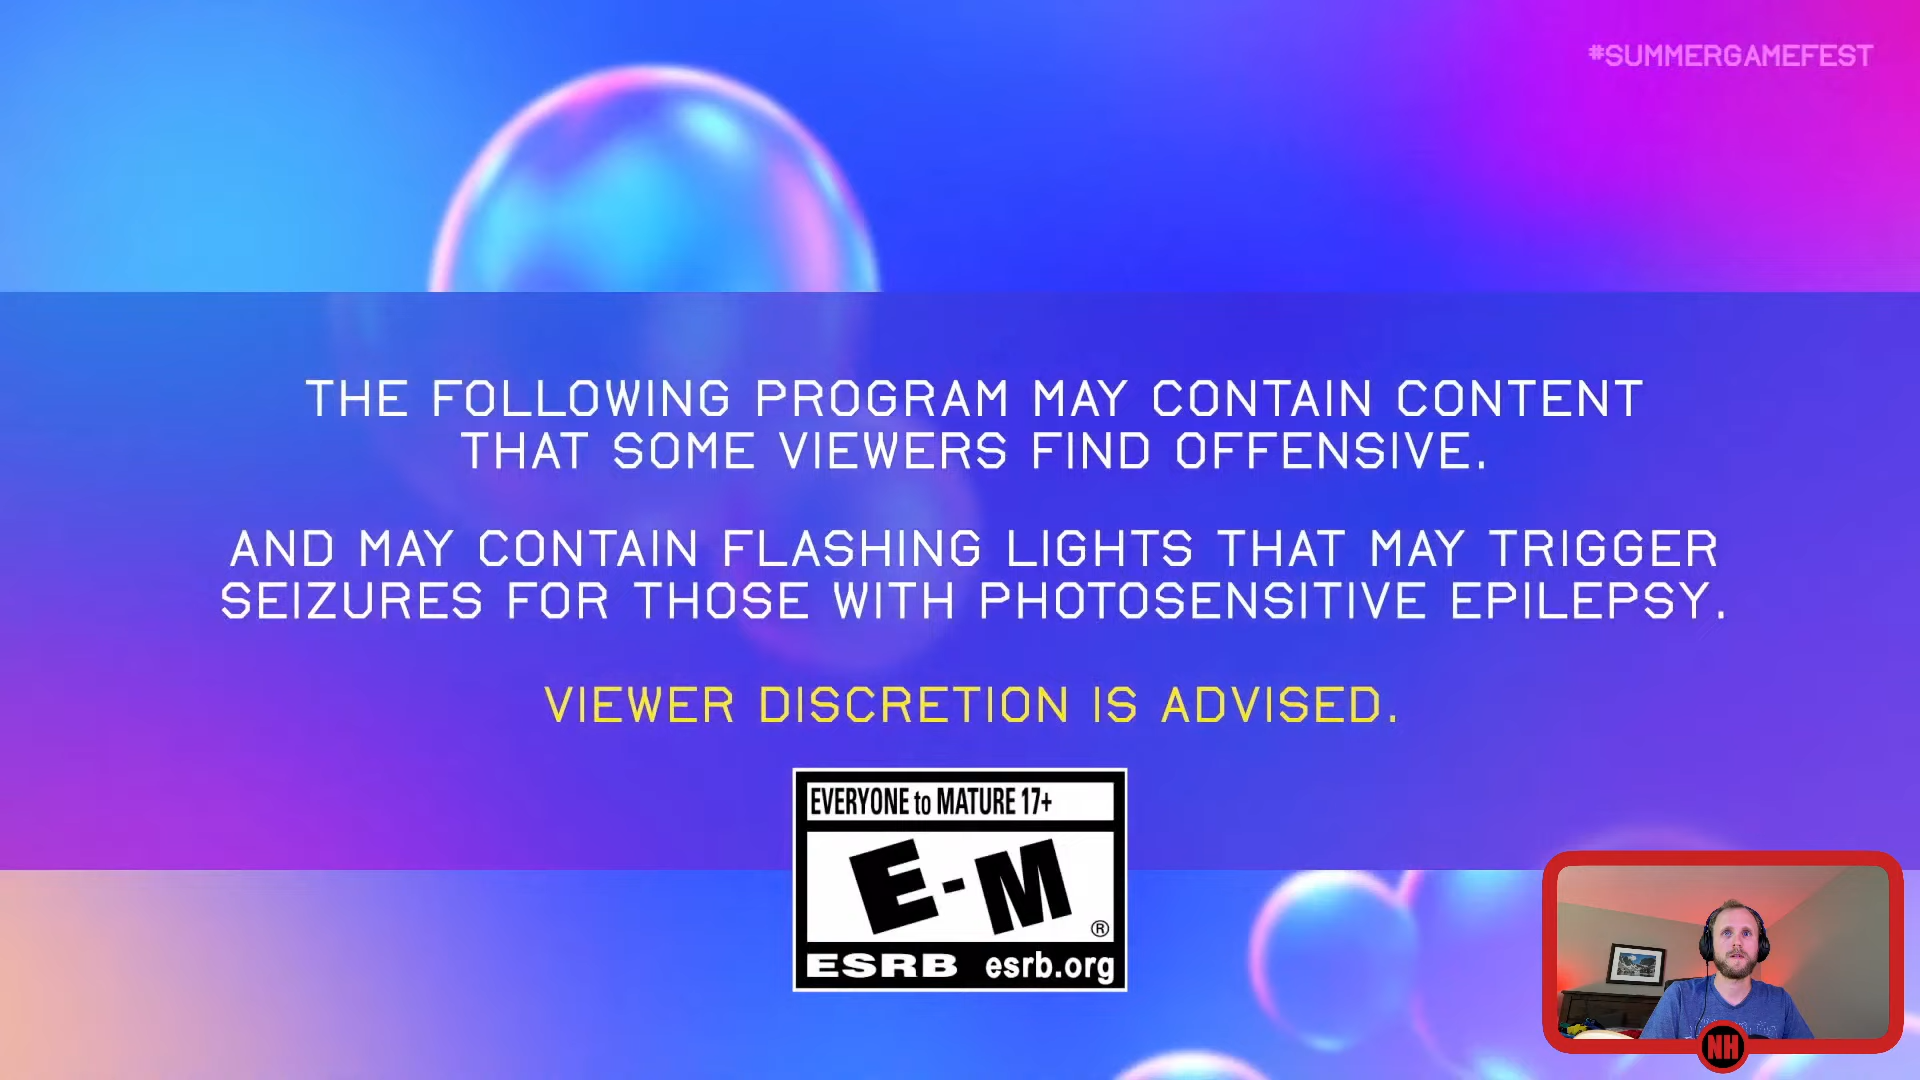 #SUMMERGAMEFEST
THE FOLLOWING PROGRAM MAY CONTAIN CONTENT
THAT SOME VIEWERS FIND OFFENSIVE.
AND MAY CONTAIN FLASHING LIGHTS THAT MAY TRIGGER
SEIZURES FOR THOSE WITH PHOTOSENSITIVE EPILEPSY.
VIEWER DISCRETION IS ADVISED.
EVERYONE to MATURE 17+
E-M
®
ESRB esrb.org
NH